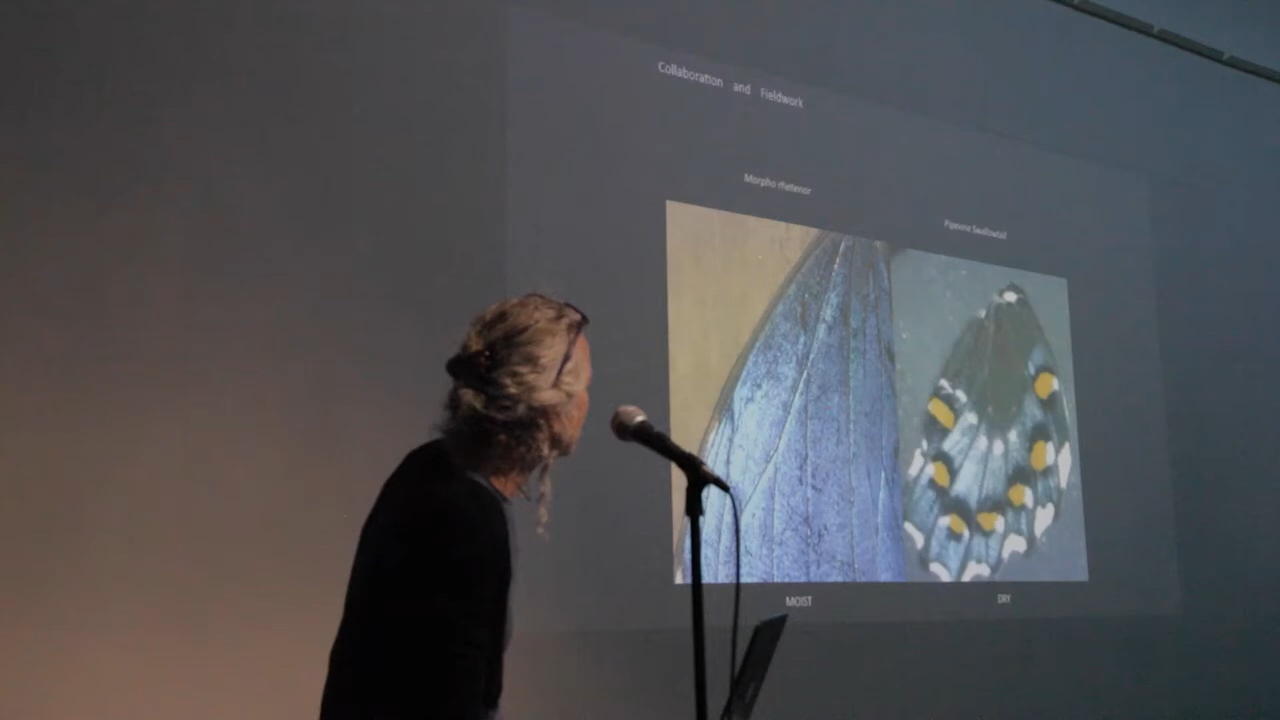 Collaboration and Fieldwork
Morpho rhetenor
Pipevine Swallowtail
MOIST
DRY